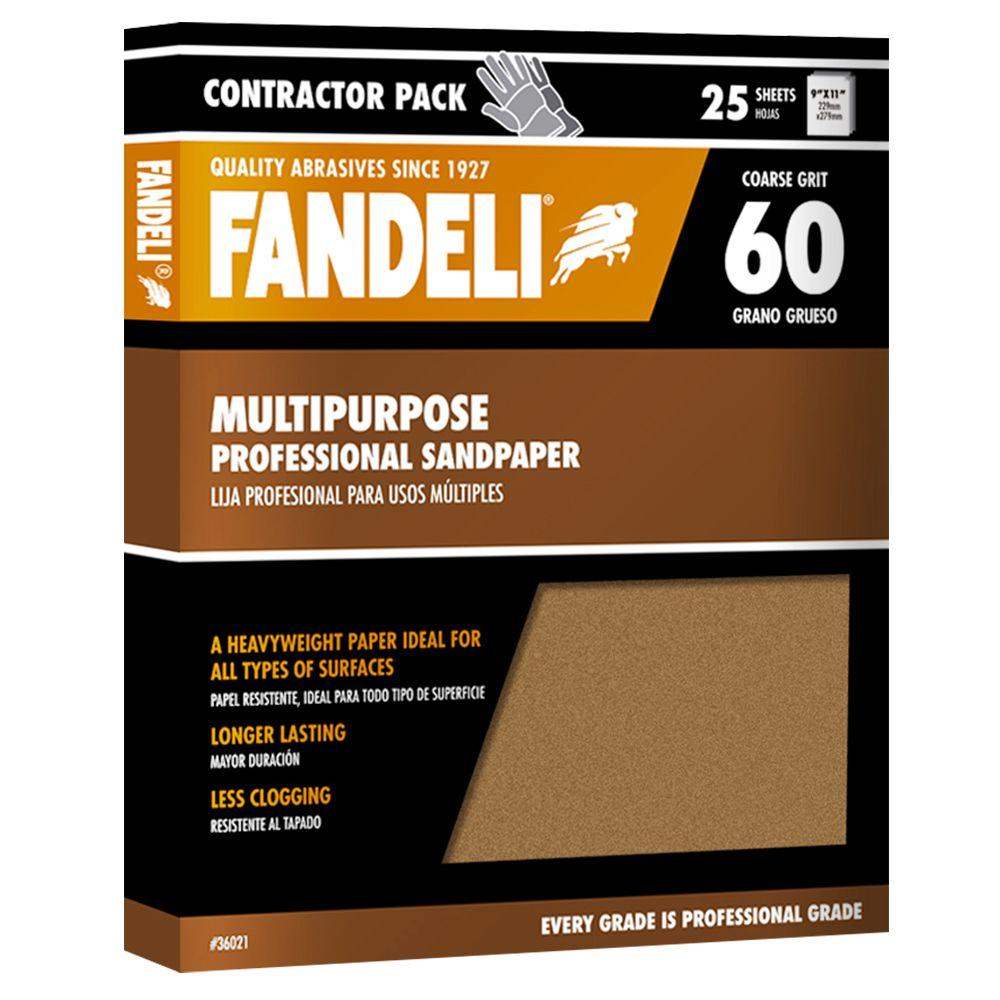 CONTRACTOR PACK
25 SHEETS
HOJAS
9"X11"
229mm
x279mm
FANDELI®
QUALITY ABRASIVES SINCE 1927
FANDELI®
COARSE GRIT
60
GRANO GRUESO
MULTIPURPOSE
PROFESSIONAL SANDPAPER
LIJA PROFESIONAL PARA USOS MÚLTIPLES
A HEAVYWEIGHT PAPER IDEAL FOR
ALL TYPES OF SURFACES
PAPEL RESISTENTE, IDEAL PARA TODO TIPO DE SUPERFICIE
LONGER LASTING
MAYOR DURACIÓN
LESS CLOGGING
RESISTENTE AL TAPADO
#36021
EVERY GRADE IS PROFESSIONAL GRADE